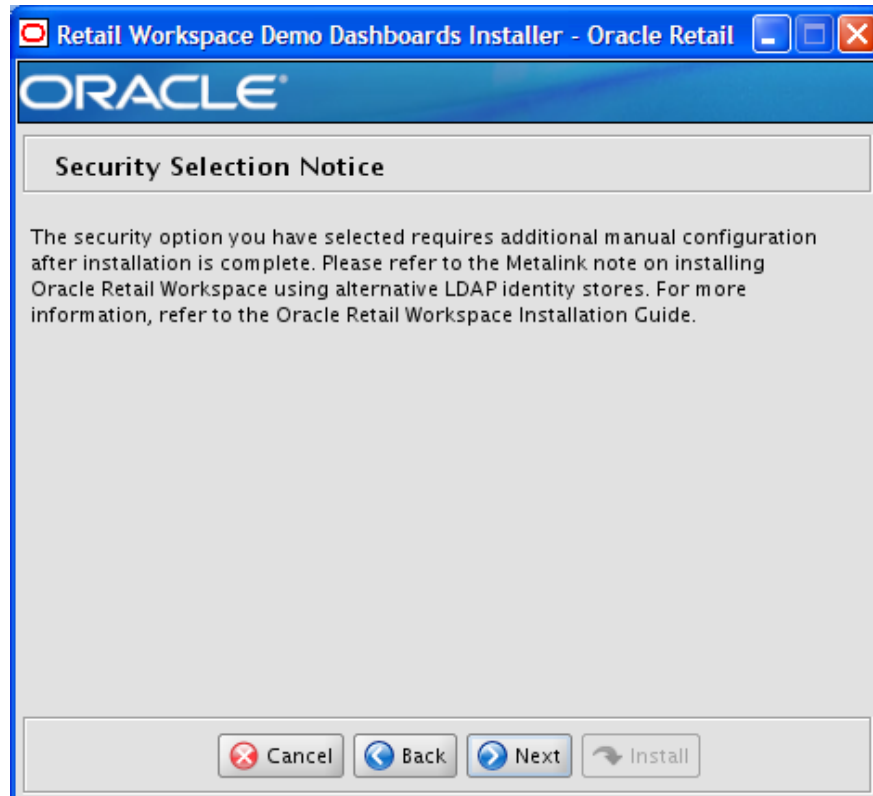 Retail Workspace Demo Dashboards Installer - Oracle Retail
ORACLE®
Security Selection Notice
The security option you have selected requires additional manual configuration
after installation is complete. Please refer to the Metalink note on installing
Oracle Retail Workspace using alternative LDAP identity stores. For more
information, refer to the Oracle Retail Workspace Installation Guide.
Cancel Back Next Install